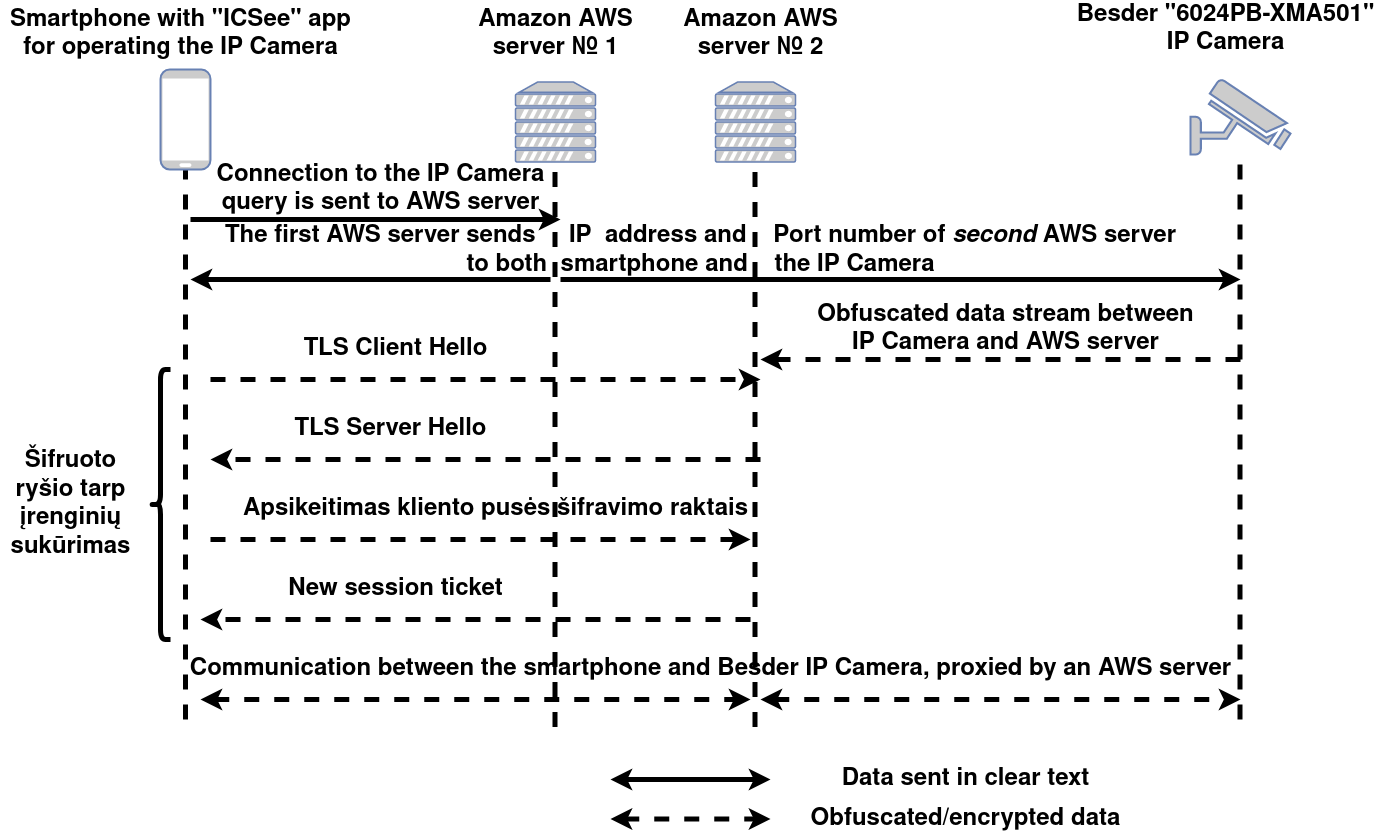 Smartphone with "ICSee" app
for operating the IP Camera
Amazon AWS
server № 1
Amazon AWS
server № 2
Besder "6024PB-XMA501"
IP Camera
Connection to the IP Camera
query is sent to AWS server
The first AWS server sends IP address and Port number of second AWS server
to both smartphone and the IP Camera
Obfuscated data stream between
IP Camera and AWS server
TLS Client Hello
TLS Server Hello
Šifruoto
ryšio tarp
įrenginių
sukūrimas
Apsikeitimas kliento pusės šifravimo raktais
New session ticket
Communication between the smartphone and Besder IP Camera, proxied by an AWS server
Data sent in clear text
Obfuscated/encrypted data